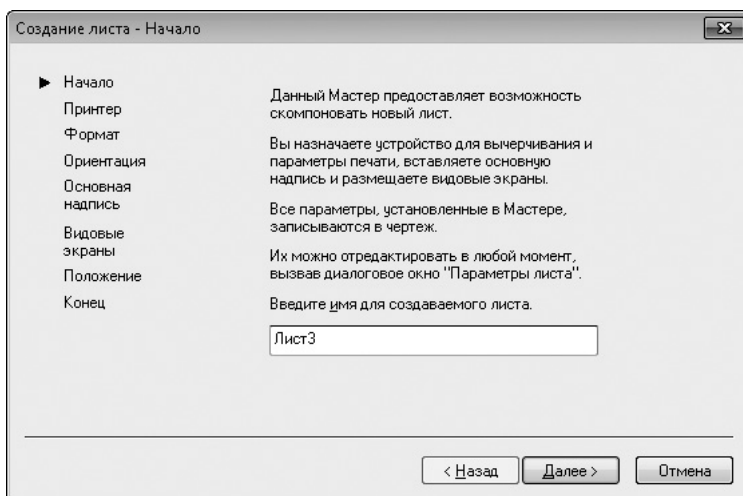 Создание листа - Начало
Начало
Принтер
Формат
Ориентация
Основная
надпись
Видовые
экраны
Положение
Конец
Данный Мастер предоставляет возможность
скомпоновать новый лист.
Вы назначаете устройство для вычерчивания и
параметры печати, вставляете основную
надпись и размещаете видовые экраны.
Все параметры, установленные в Мастере,
записываются в чертеж.
Их можно отредактировать в любой момент,
вызвав диалоговое окно "Параметры листа".
Введите имя для создаваемого листа.
Лист3
< Назад
Далее >
Отмена